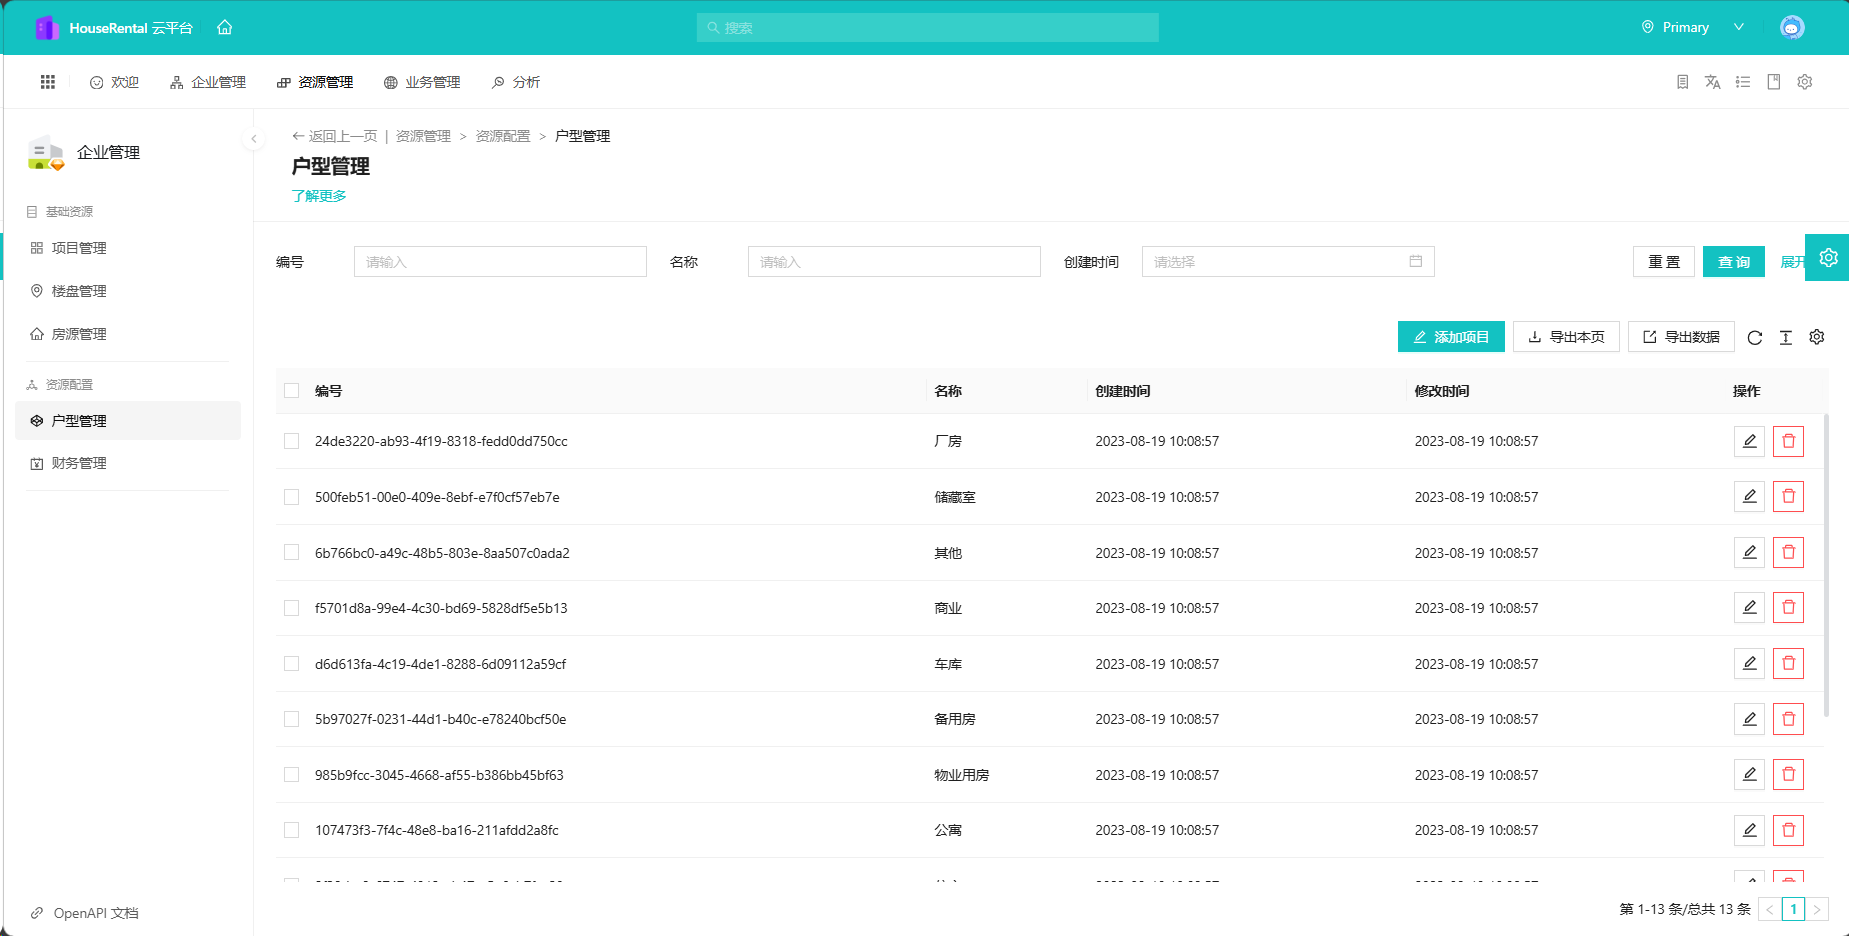 HouseRental 云平台
搜索
Primary
欢迎 企业管理 资源管理 业务管理 分析
企业管理
基础资源
项目管理
楼盘管理
房源管理
资源配置
户型管理
财务管理
OpenAPI 文档
返回上一页 | 资源管理 > 资源配置 > 户型管理
户型管理
了解更多
编号 请输入 名称 请输入 创建时间 请选择 重 置 查 询 展开
添加项目 导出本页 导出数据
编号 名称 创建时间 修改时间 操作
24de3220-ab93-4f19-8318-fedd0dd750cc 厂房 2023-08-19 10:08:57 2023-08-19 10:08:57
500feb51-00e0-409e-8ebf-e7f0cf57eb7e 储藏室 2023-08-19 10:08:57 2023-08-19 10:08:57
6b766bc0-a49c-48b5-803e-8aa507c0ada2 其他 2023-08-19 10:08:57 2023-08-19 10:08:57
f5701d8a-99e4-4c30-bd69-5828df5e5b13 商业 2023-08-19 10:08:57 2023-08-19 10:08:57
d6d613fa-4c19-4de1-8288-6d09112a59cf 车库 2023-08-19 10:08:57 2023-08-19 10:08:57
5b97027f-0231-44d1-b40c-e78240bcf50e 备用房 2023-08-19 10:08:57 2023-08-19 10:08:57
985b9fcc-3045-4668-af55-b386bb45bf63 物业用房 2023-08-19 10:08:57 2023-08-19 10:08:57
107473f3-7f4c-48e8-ba16-211afdd2a8fc 公寓 2023-08-19 10:08:57 2023-08-19 10:08:57
第 1-13 条/总共 13 条 < 1 >